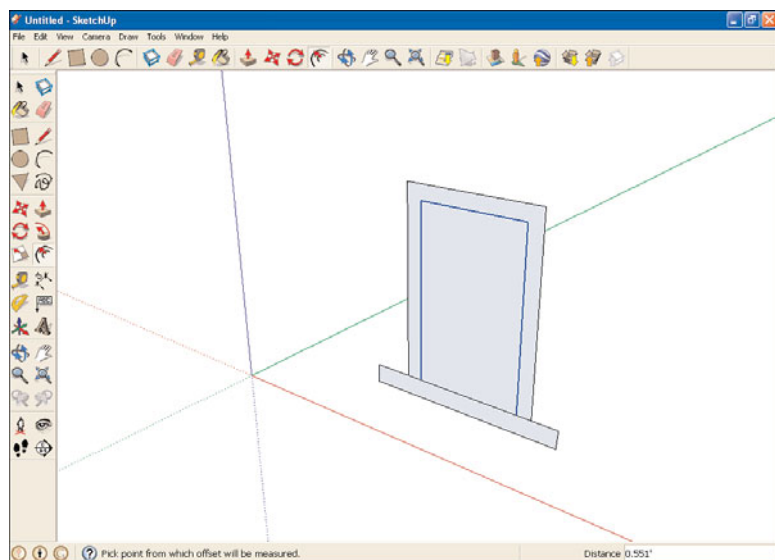 Untitled - SketchUp
File Edit View Camera Draw Tools Window Help
Pick point from which offset will be measured.
Distance 0.551'